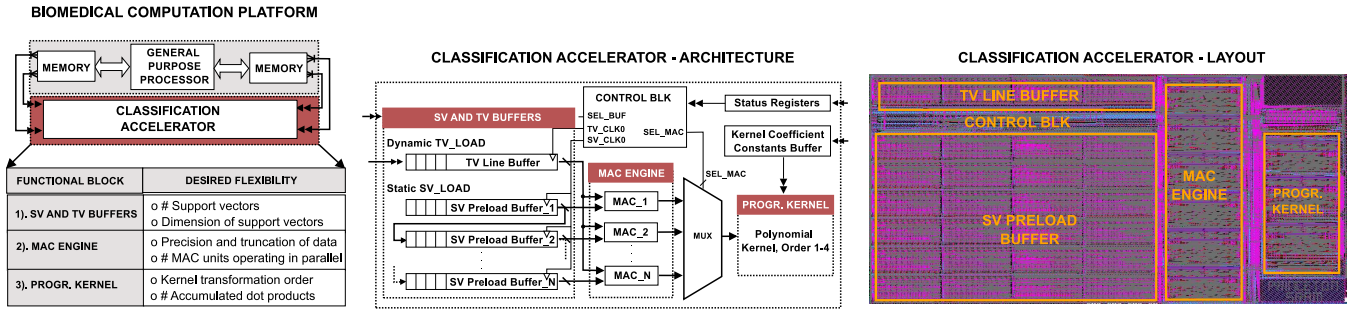 BIOMEDICAL COMPUTATION PLATFORM
MEMORY
GENERAL
PURPOSE
PROCESSOR
MEMORY
CLASSIFICATION
ACCELERATOR
FUNCTIONAL BLOCK
DESIRED FLEXIBILITY
1). SV AND TV BUFFERS
o # Support vectors
o Dimension of support vectors
2). MAC ENGINE
o Precision and truncation of data
o # MAC units operating in parallel
3). PROGR. KERNEL
o Kernel transformation order
o # Accumulated dot products
CLASSIFICATION ACCELERATOR - ARCHITECTURE
SV AND TV BUFFERS
Dynamic TV_LOAD
TV Line Buffer
Static SV_LOAD
SV Preload Buffer_1
SV Preload Buffer_2
SV Preload Buffer_N
CONTROL BLK
SEL_BUF
TV_CLK0
SV_CLK0
SEL_MAC
MAC ENGINE
MAC_1
MAC_2
MAC_N
SEL_MAC
MUX
Status Registers
Kernel Coefficient
Constants Buffer
PROGR. KERNEL
Polynomial
Kernel, Order 1-4
CLASSIFICATION ACCELERATOR - LAYOUT
TV LINE BUFFER
CONTROL BLK
SV PRELOAD
BUFFER
MAC
ENGINE
PROGR.
KERNEL